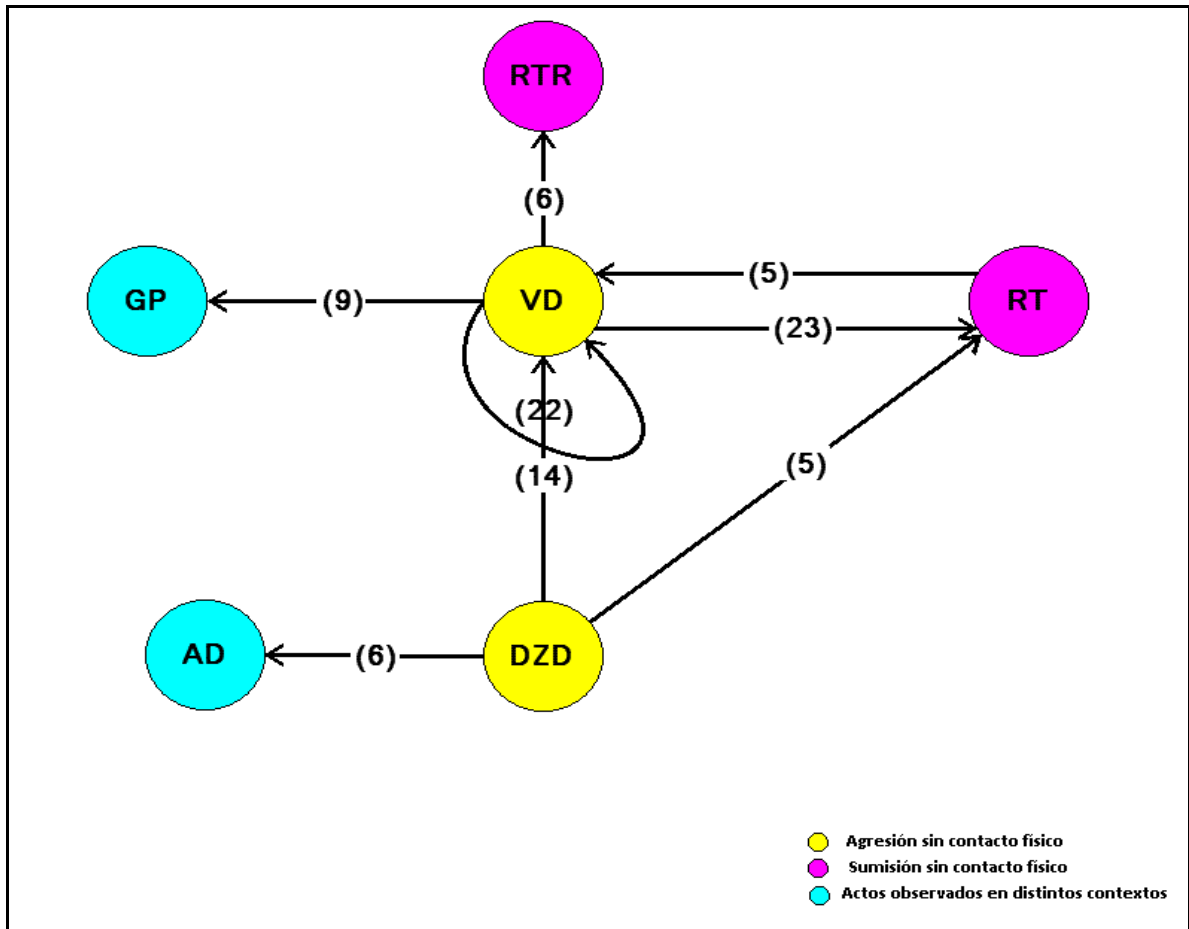 RTR
(6)
GP
(9)
VD
(5)
RT
(23)
(22)
(14)
(5)
AD
(6)
DZD
Agresión sin contacto físico
Sumisión sin contacto físico
Actos observados en distintos contextos